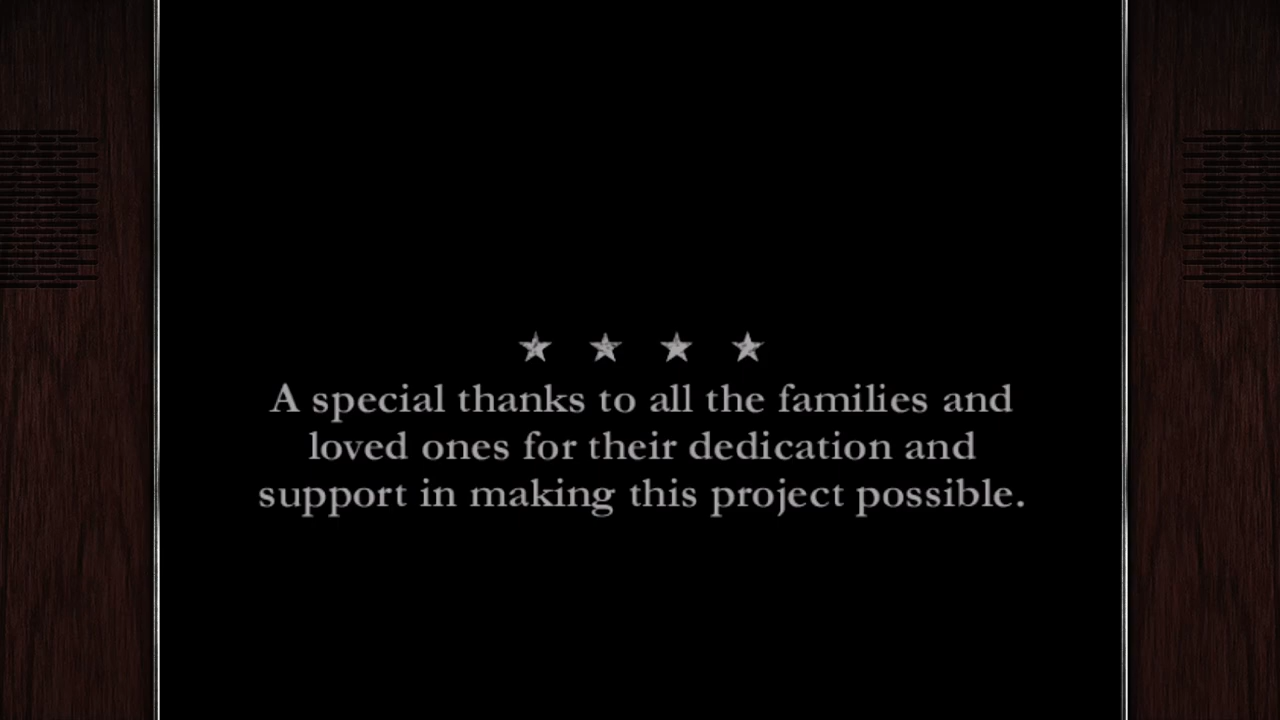 A special thanks to all the families and
loved ones for their dedication and
support in making this project possible.